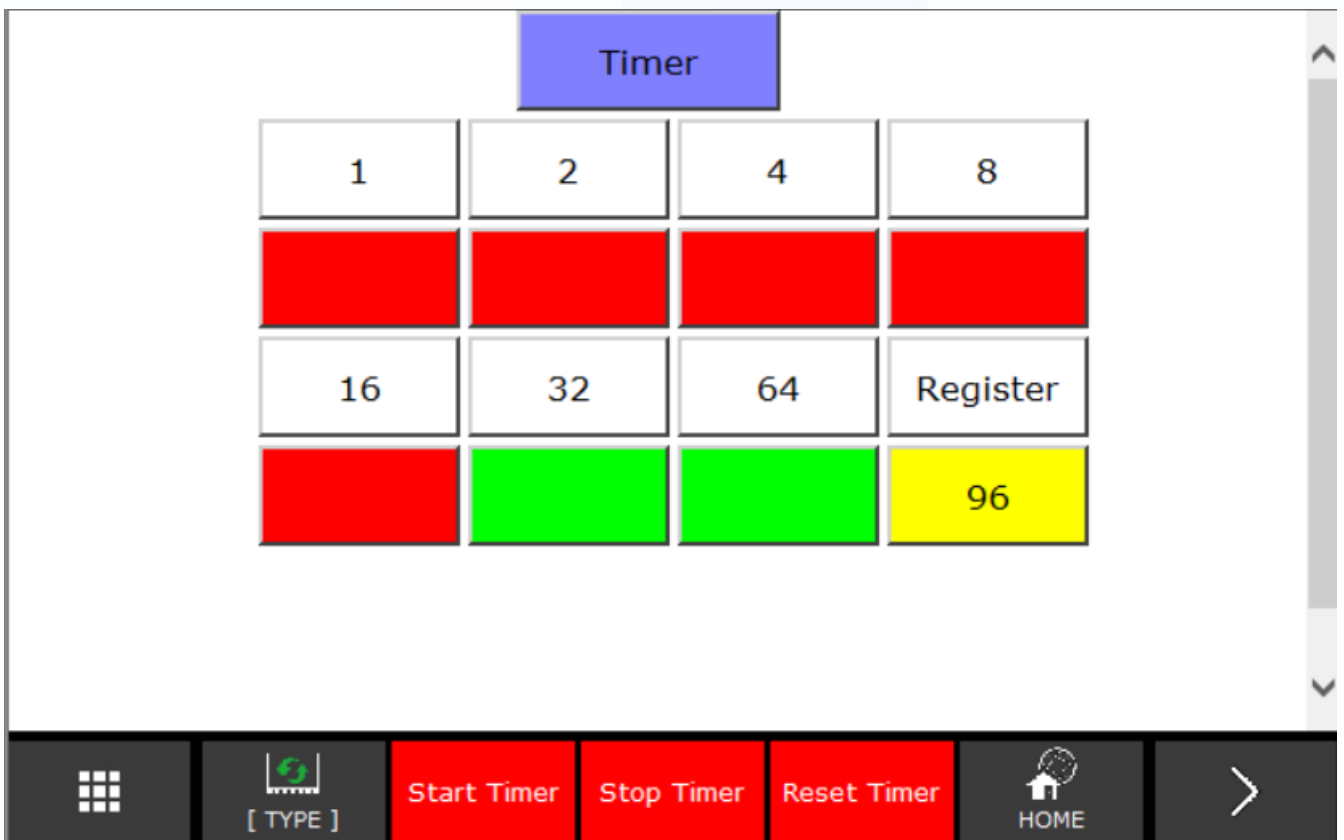 Timer
1 2 4 8
16 32 64 Register
96
Start Timer Stop Timer Reset Timer
[ TYPE ] HOME